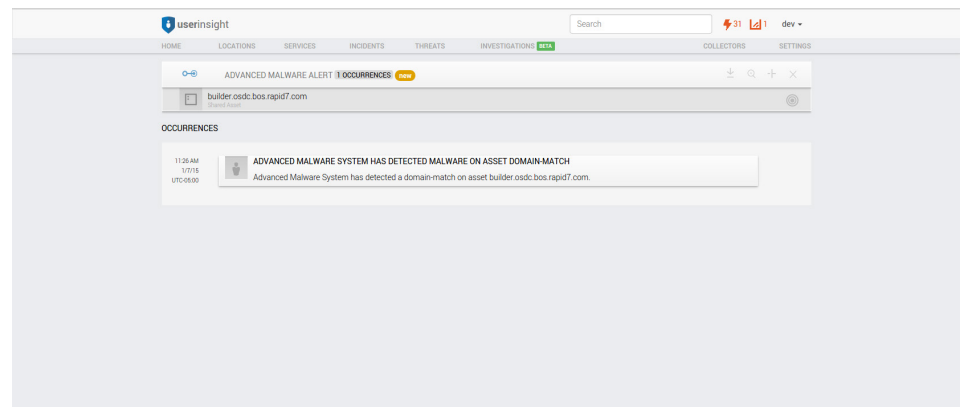 userinsight
Search
31 1 dev
HOME LOCATIONS SERVICES INCIDENTS THREATS INVESTIGATIONS BETA COLLECTORS SETTINGS
ADVANCED MALWARE ALERT 1 OCCURRENCES new
builder.osdc.bos.rapid7.com
Shared Asset
OCCURRENCES
11:26 AM
1/7/15
UTC-05:00
ADVANCED MALWARE SYSTEM HAS DETECTED MALWARE ON ASSET DOMAIN-MATCH
Advanced Malware System has detected a domain-match on asset builder.osdc.bos.rapid7.com.